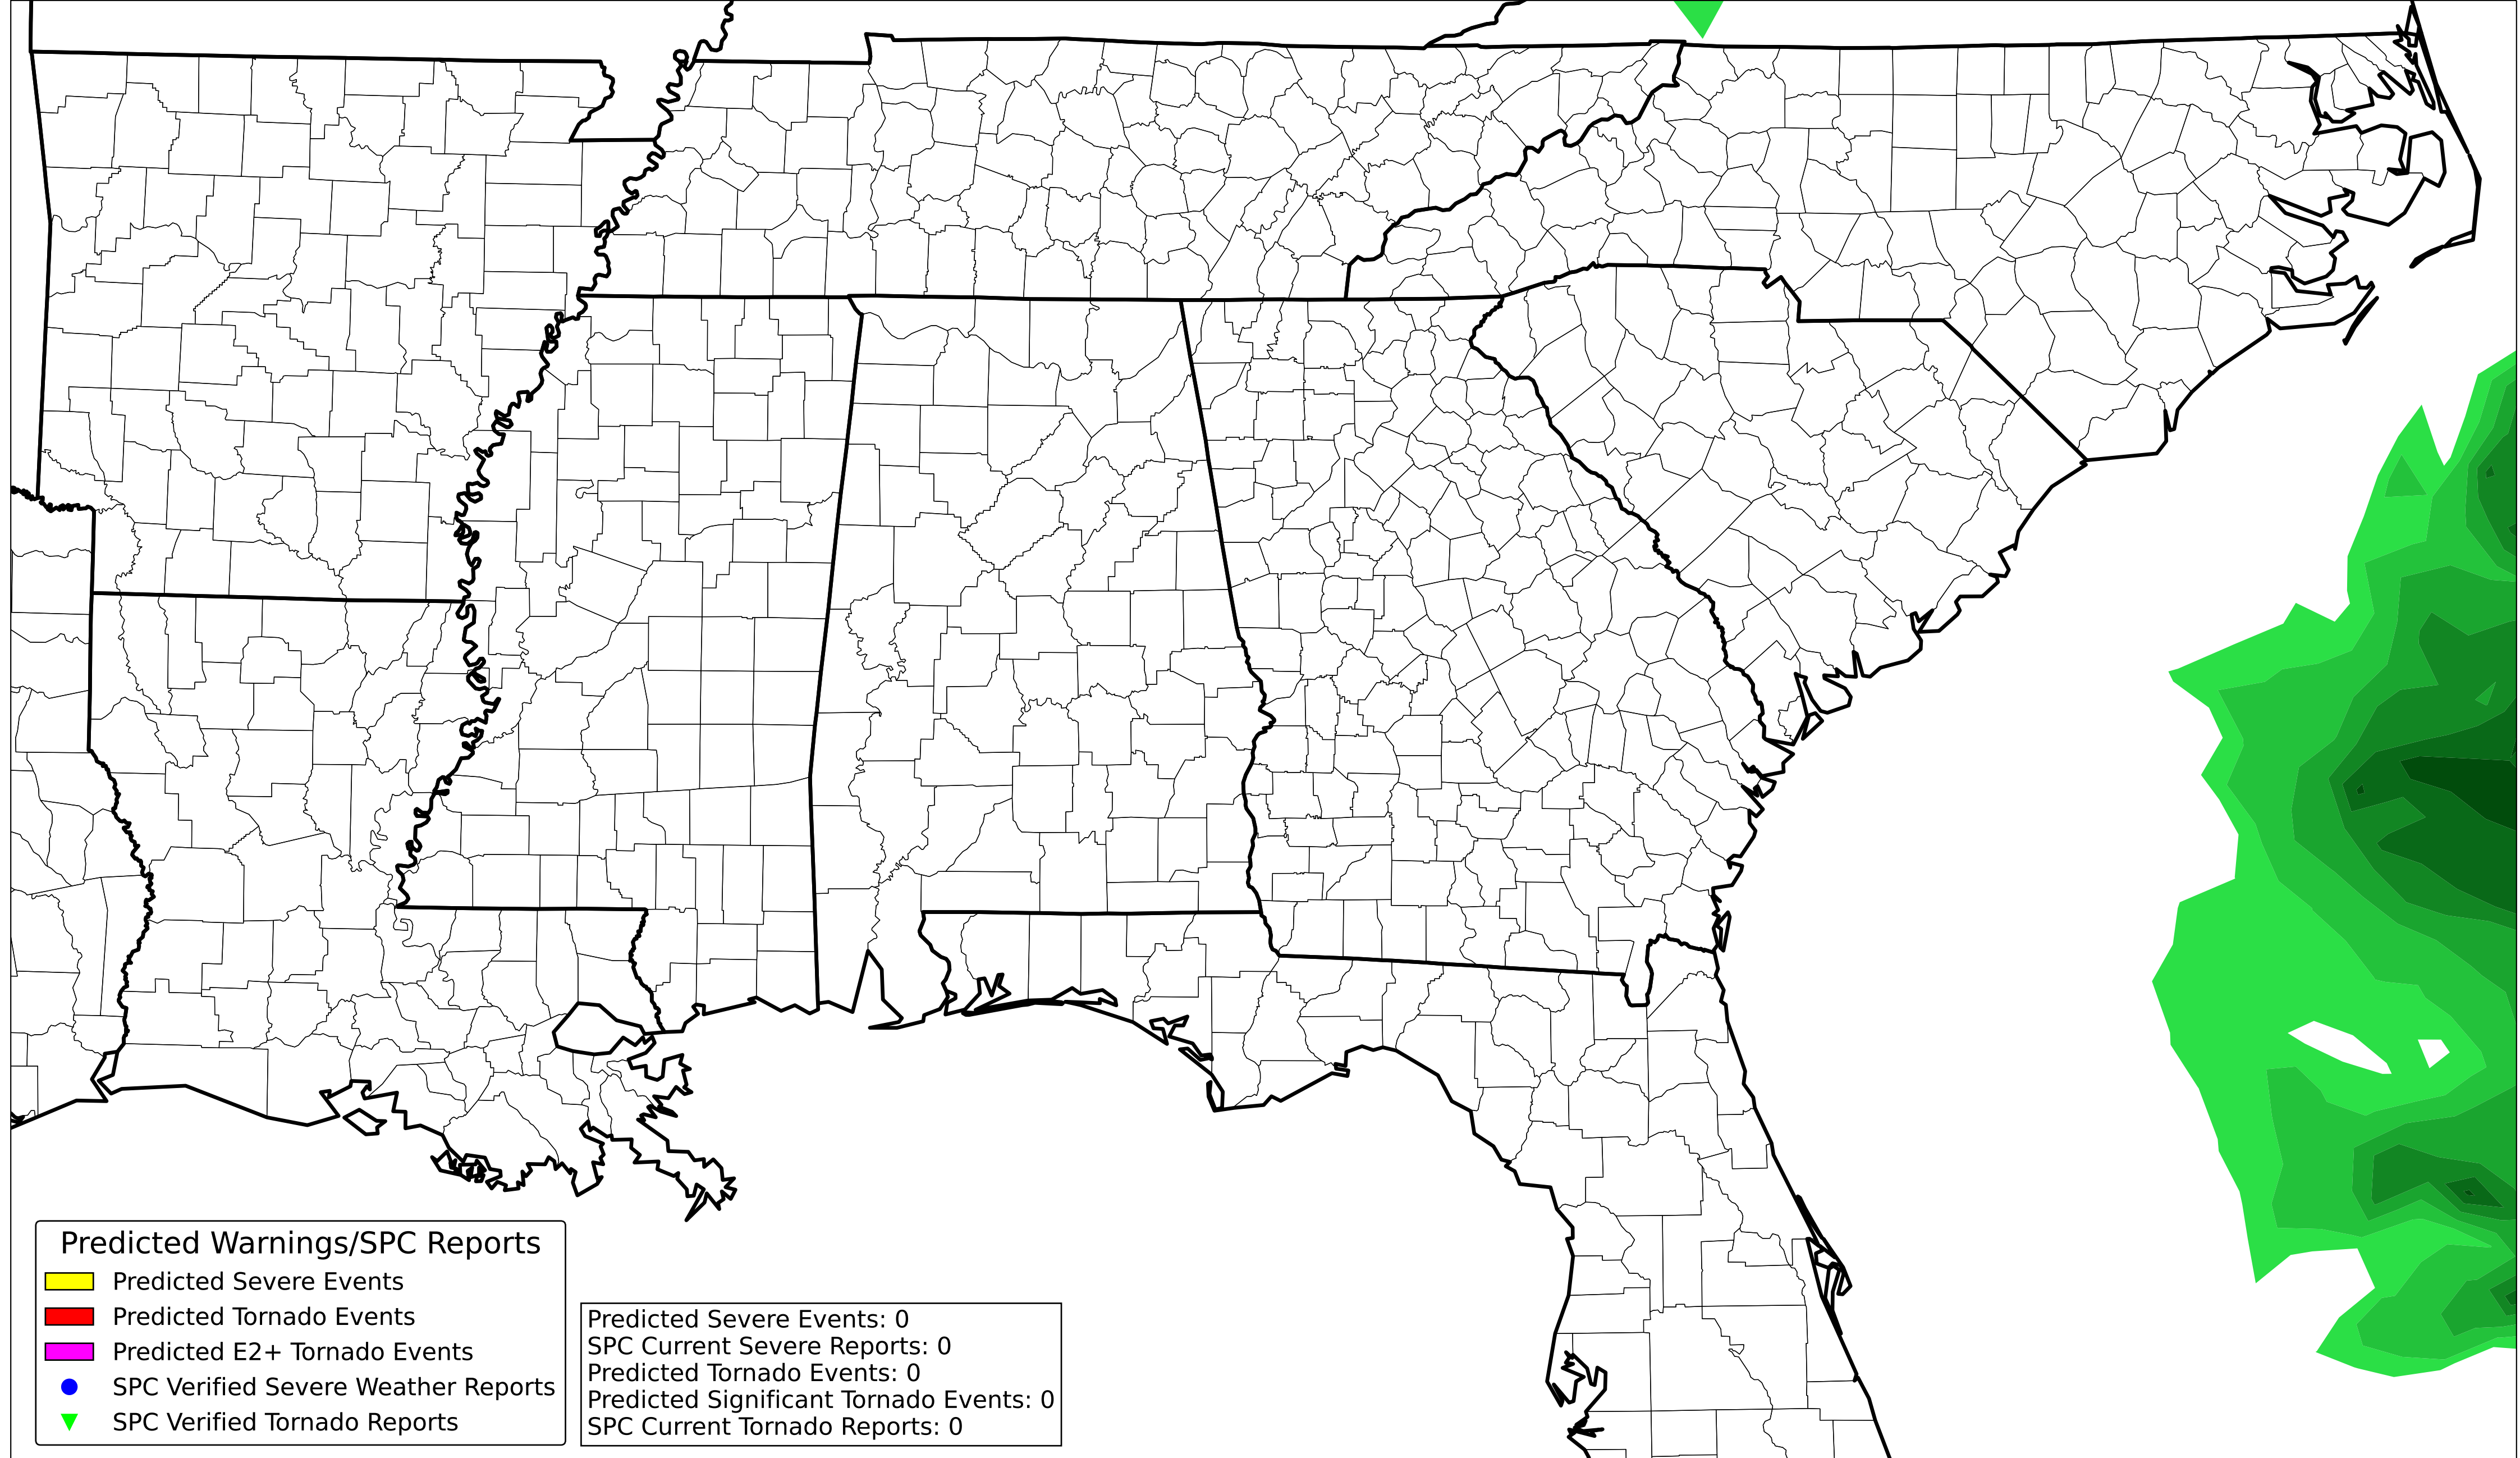 Predicted Warnings/SPC Reports
Predicted Severe Events
Predicted Tornado Events
Predicted E2+ Tornado Events
SPC Verified Severe Weather Reports
SPC Verified Tornado Reports
Predicted Severe Events: 0
SPC Current Severe Reports: 0
Predicted Tornado Events: 0
Predicted Significant Tornado Events: 0
SPC Current Tornado Reports: 0